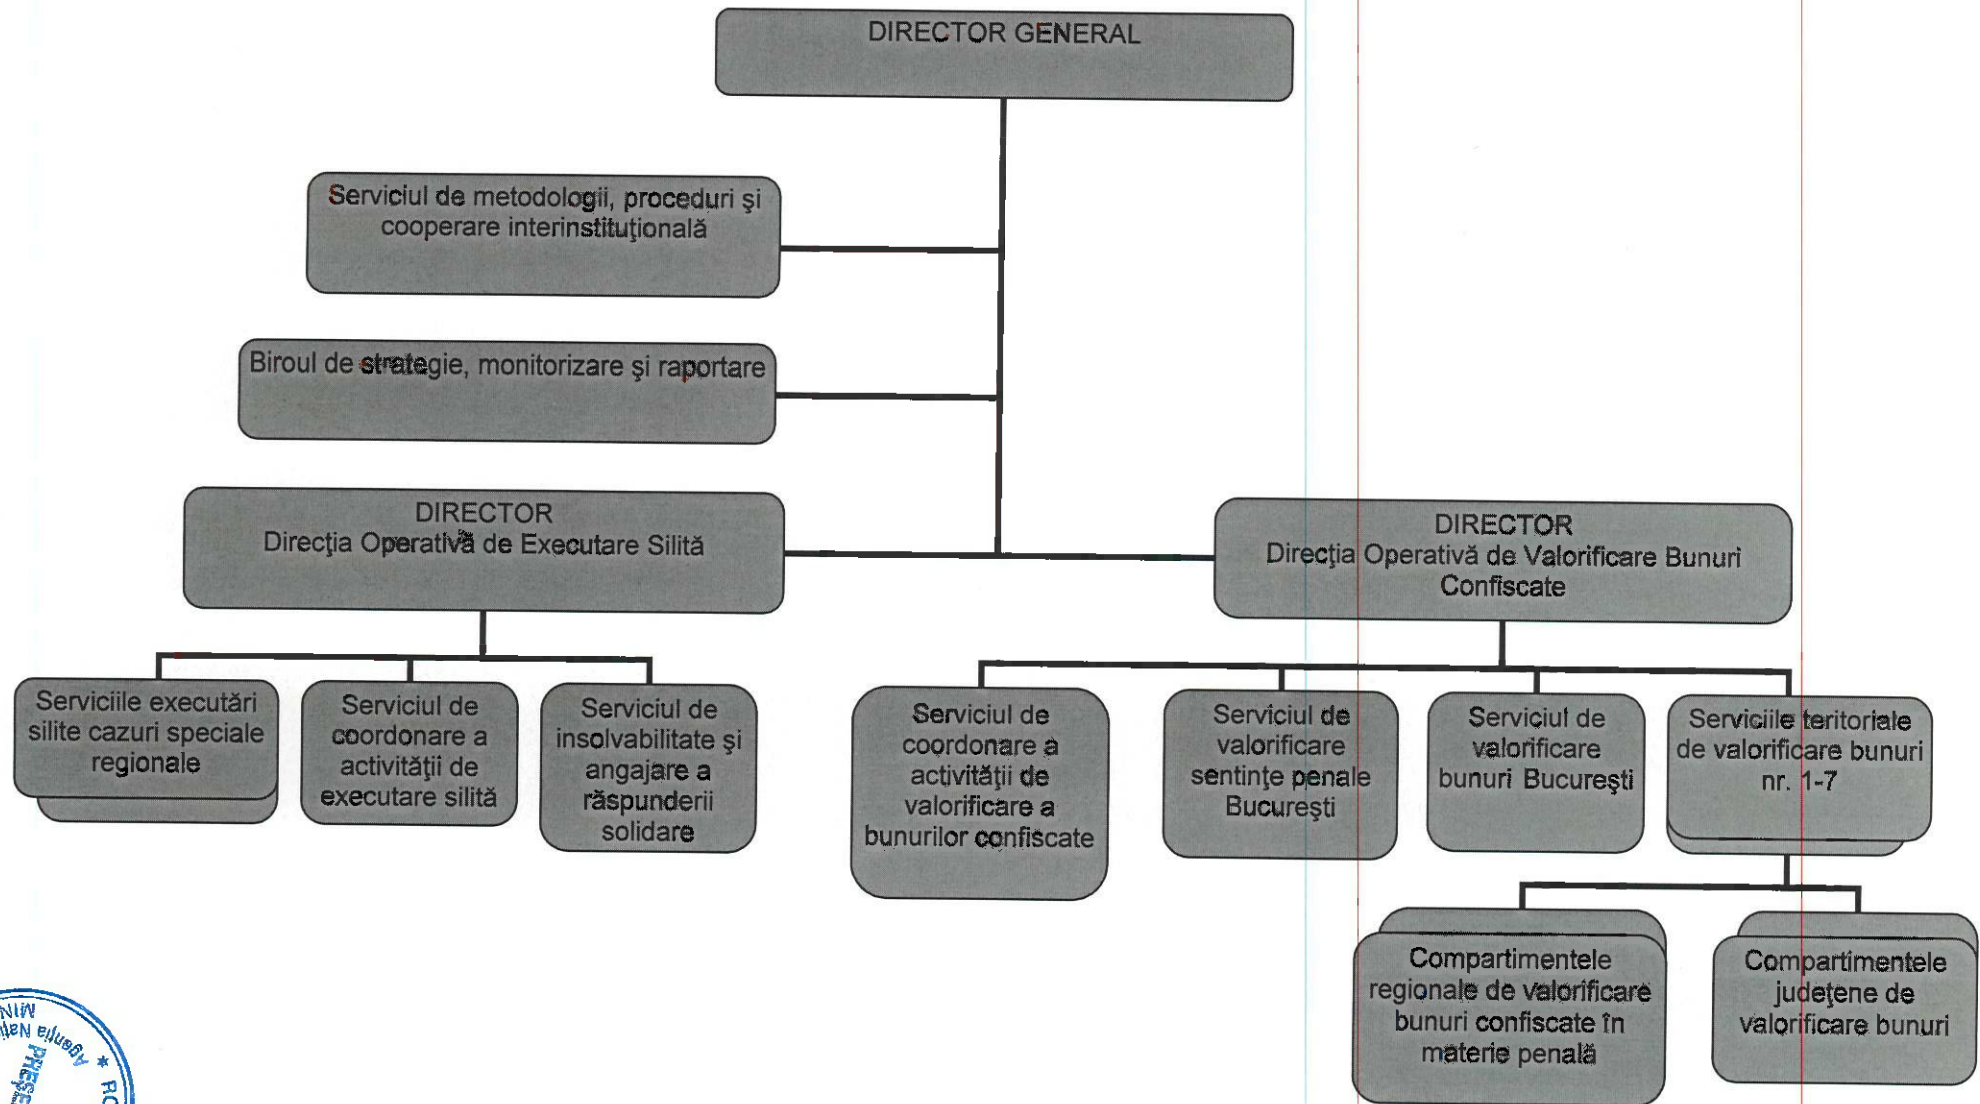 DIRECTOR GENERAL
Serviciul de metodologii, proceduri şi
cooperare interinstituţională
Biroul de strategie, monitorizare şi raportare
DIRECTOR
Direcţia Operativă de Executare Silită
DIRECTOR
Direcţia Operativă de Valorificare Bunuri
Confiscate
Serviciile executări
silite cazuri speciale
regionale
Serviciul de
coordonare a
activităţii de
executare silită
Serviciul de
insolvabilitate şi
angajare a
răspunderii
solidare
Serviciul de
coordonare a
activităţii de
valorificare a
bunurilor confiscate
Serviciul de
valorificare
sentinţe penale
Bucureşti
Serviciul de
valorificare
bunuri Bucureşti
Serviciile teritoriale
de valorificare bunuri
nr. 1-7
Compartimentele
regionale de valorificare
bunuri confiscate în
materie penală
Compartimentele
judeţene de
valorificare bunuri
Agenţia